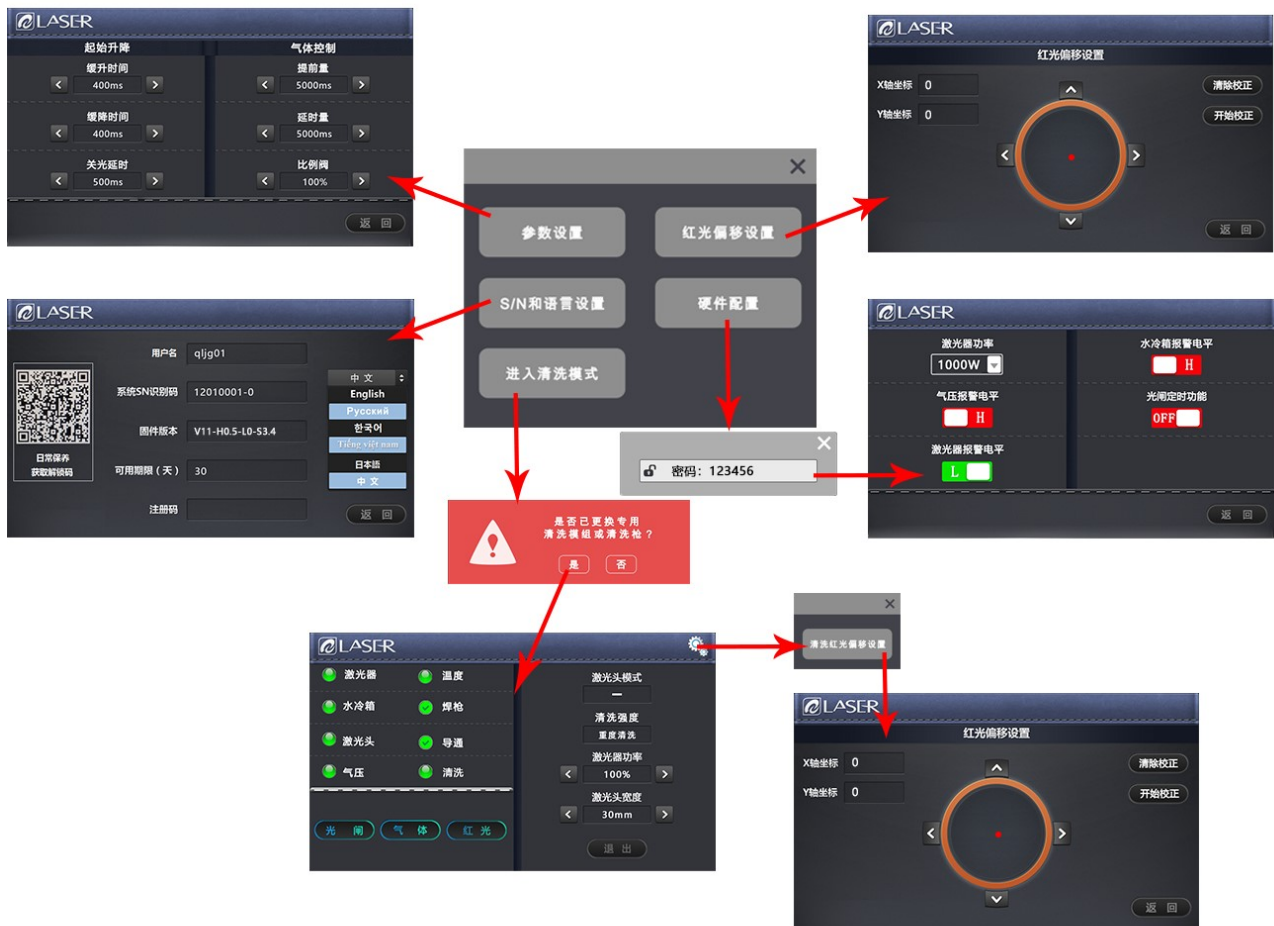 LASER
起始升降
气体控制
缓升时间
提前量
400ms
5000ms
缓降时间
延时量
400ms
5000ms
关光延时
比例阀
500ms
100%
返 回
LASER
红光偏移设置
X轴坐标 0
清除校正
Y轴坐标 0
开始校正
返 回
参数设置
红光偏移设置
S/N和语言设置
硬件配置
进入清洗模式
LASER
用户名 qljg01
系统SN识别码 12010001-0
固件版本 V11-H0.5-L0-S3.4
可用期限（天） 30
注册码
日常保养
获取解锁码
中 文
English
Русский
한국어
Tiếng việt nam
日本語
中 文
返 回
密码：123456
LASER
激光器功率
水冷箱报警电平
1000W
H
气压报警电平
光闸定时功能
H
OFF
激光器报警电平
L
返 回
是否已更换专用
清洗模组或清洗枪？
是 否
LASER
激光器 温度
水冷箱 焊枪
激光头 导通
气压 清洗
光 闸 气 体 红 光
激光头模式
—
清洗强度
重度清洗
激光器功率
100%
激光头宽度
30mm
退 出
清洗红光偏移设置
LASER
红光偏移设置
X轴坐标 0
清除校正
Y轴坐标 0
开始校正
返 回